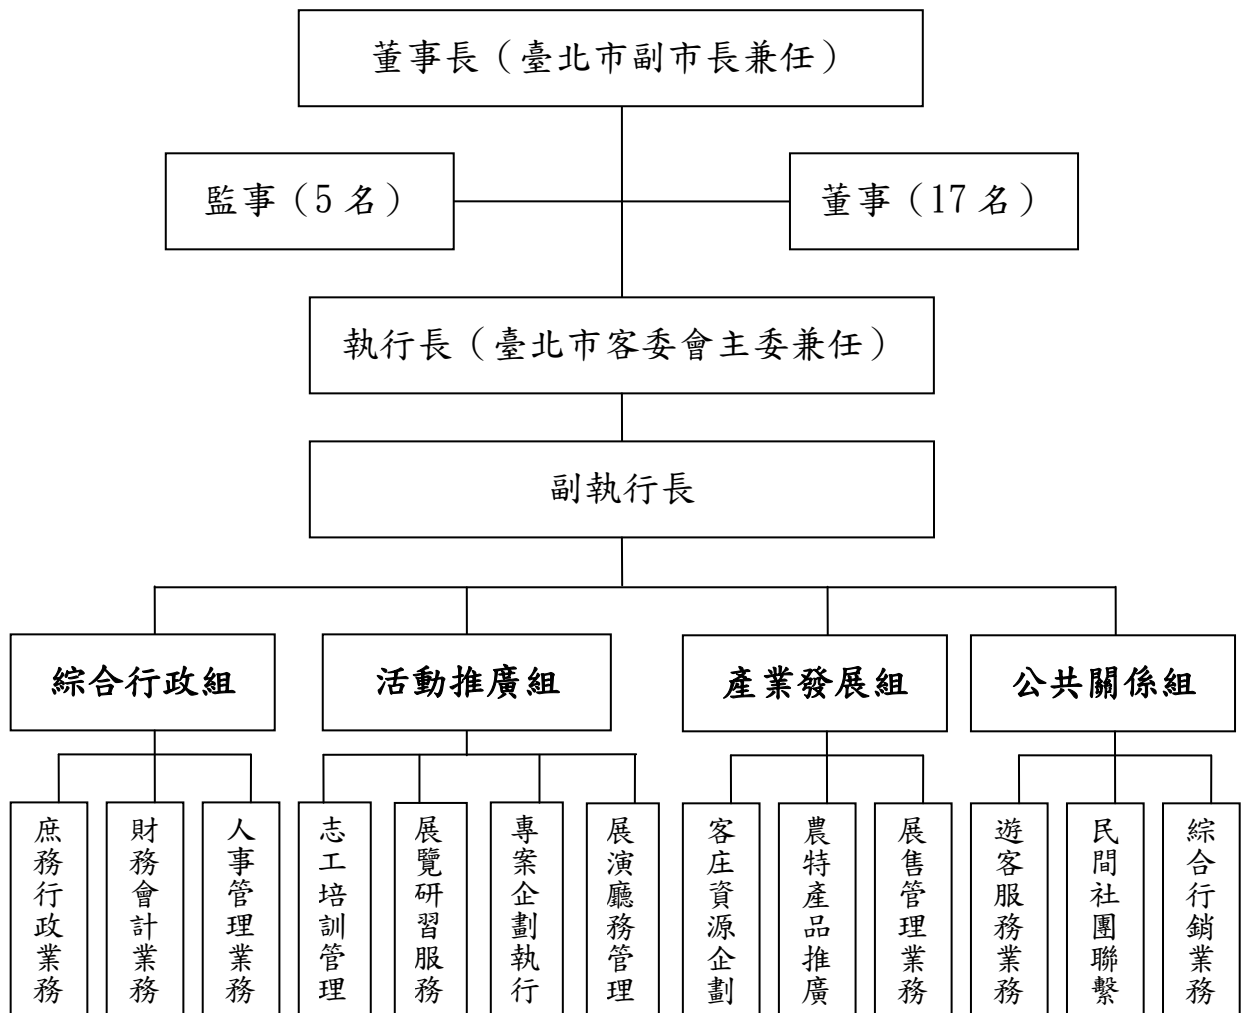 董事長（臺北市副市長兼任）
監事（5 名）
董事（17 名）
執行長（臺北市客委會主委兼任）
副執行長
綜合行政組
活動推廣組
產業發展組
公共關係組
庶務行政業務
財務會計業務
人事管理業務
志工培訓管理
展覽研習服務
專案企劃執行
展演廳務管理
客庄資源企劃
農特產品推廣
展售管理業務
遊客服務業務
民間社團聯繫
綜合行銷業務